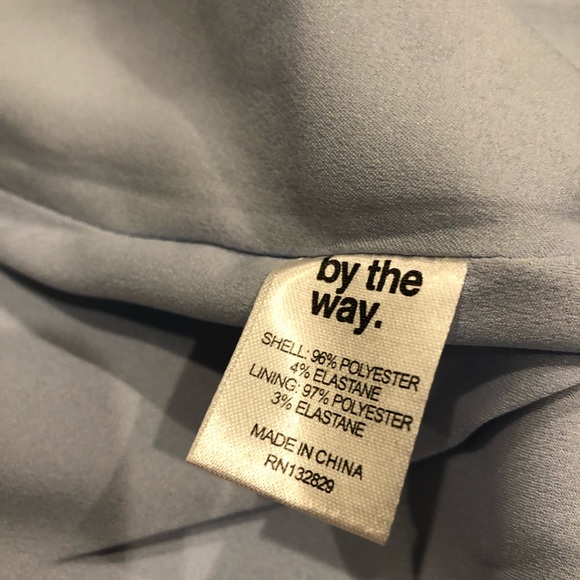 by the
way.
SHELL: 96% POLYESTER
4% ELASTANE
LINING: 97% POLYESTER
3% ELASTANE
MADE IN CHINA
RN132829